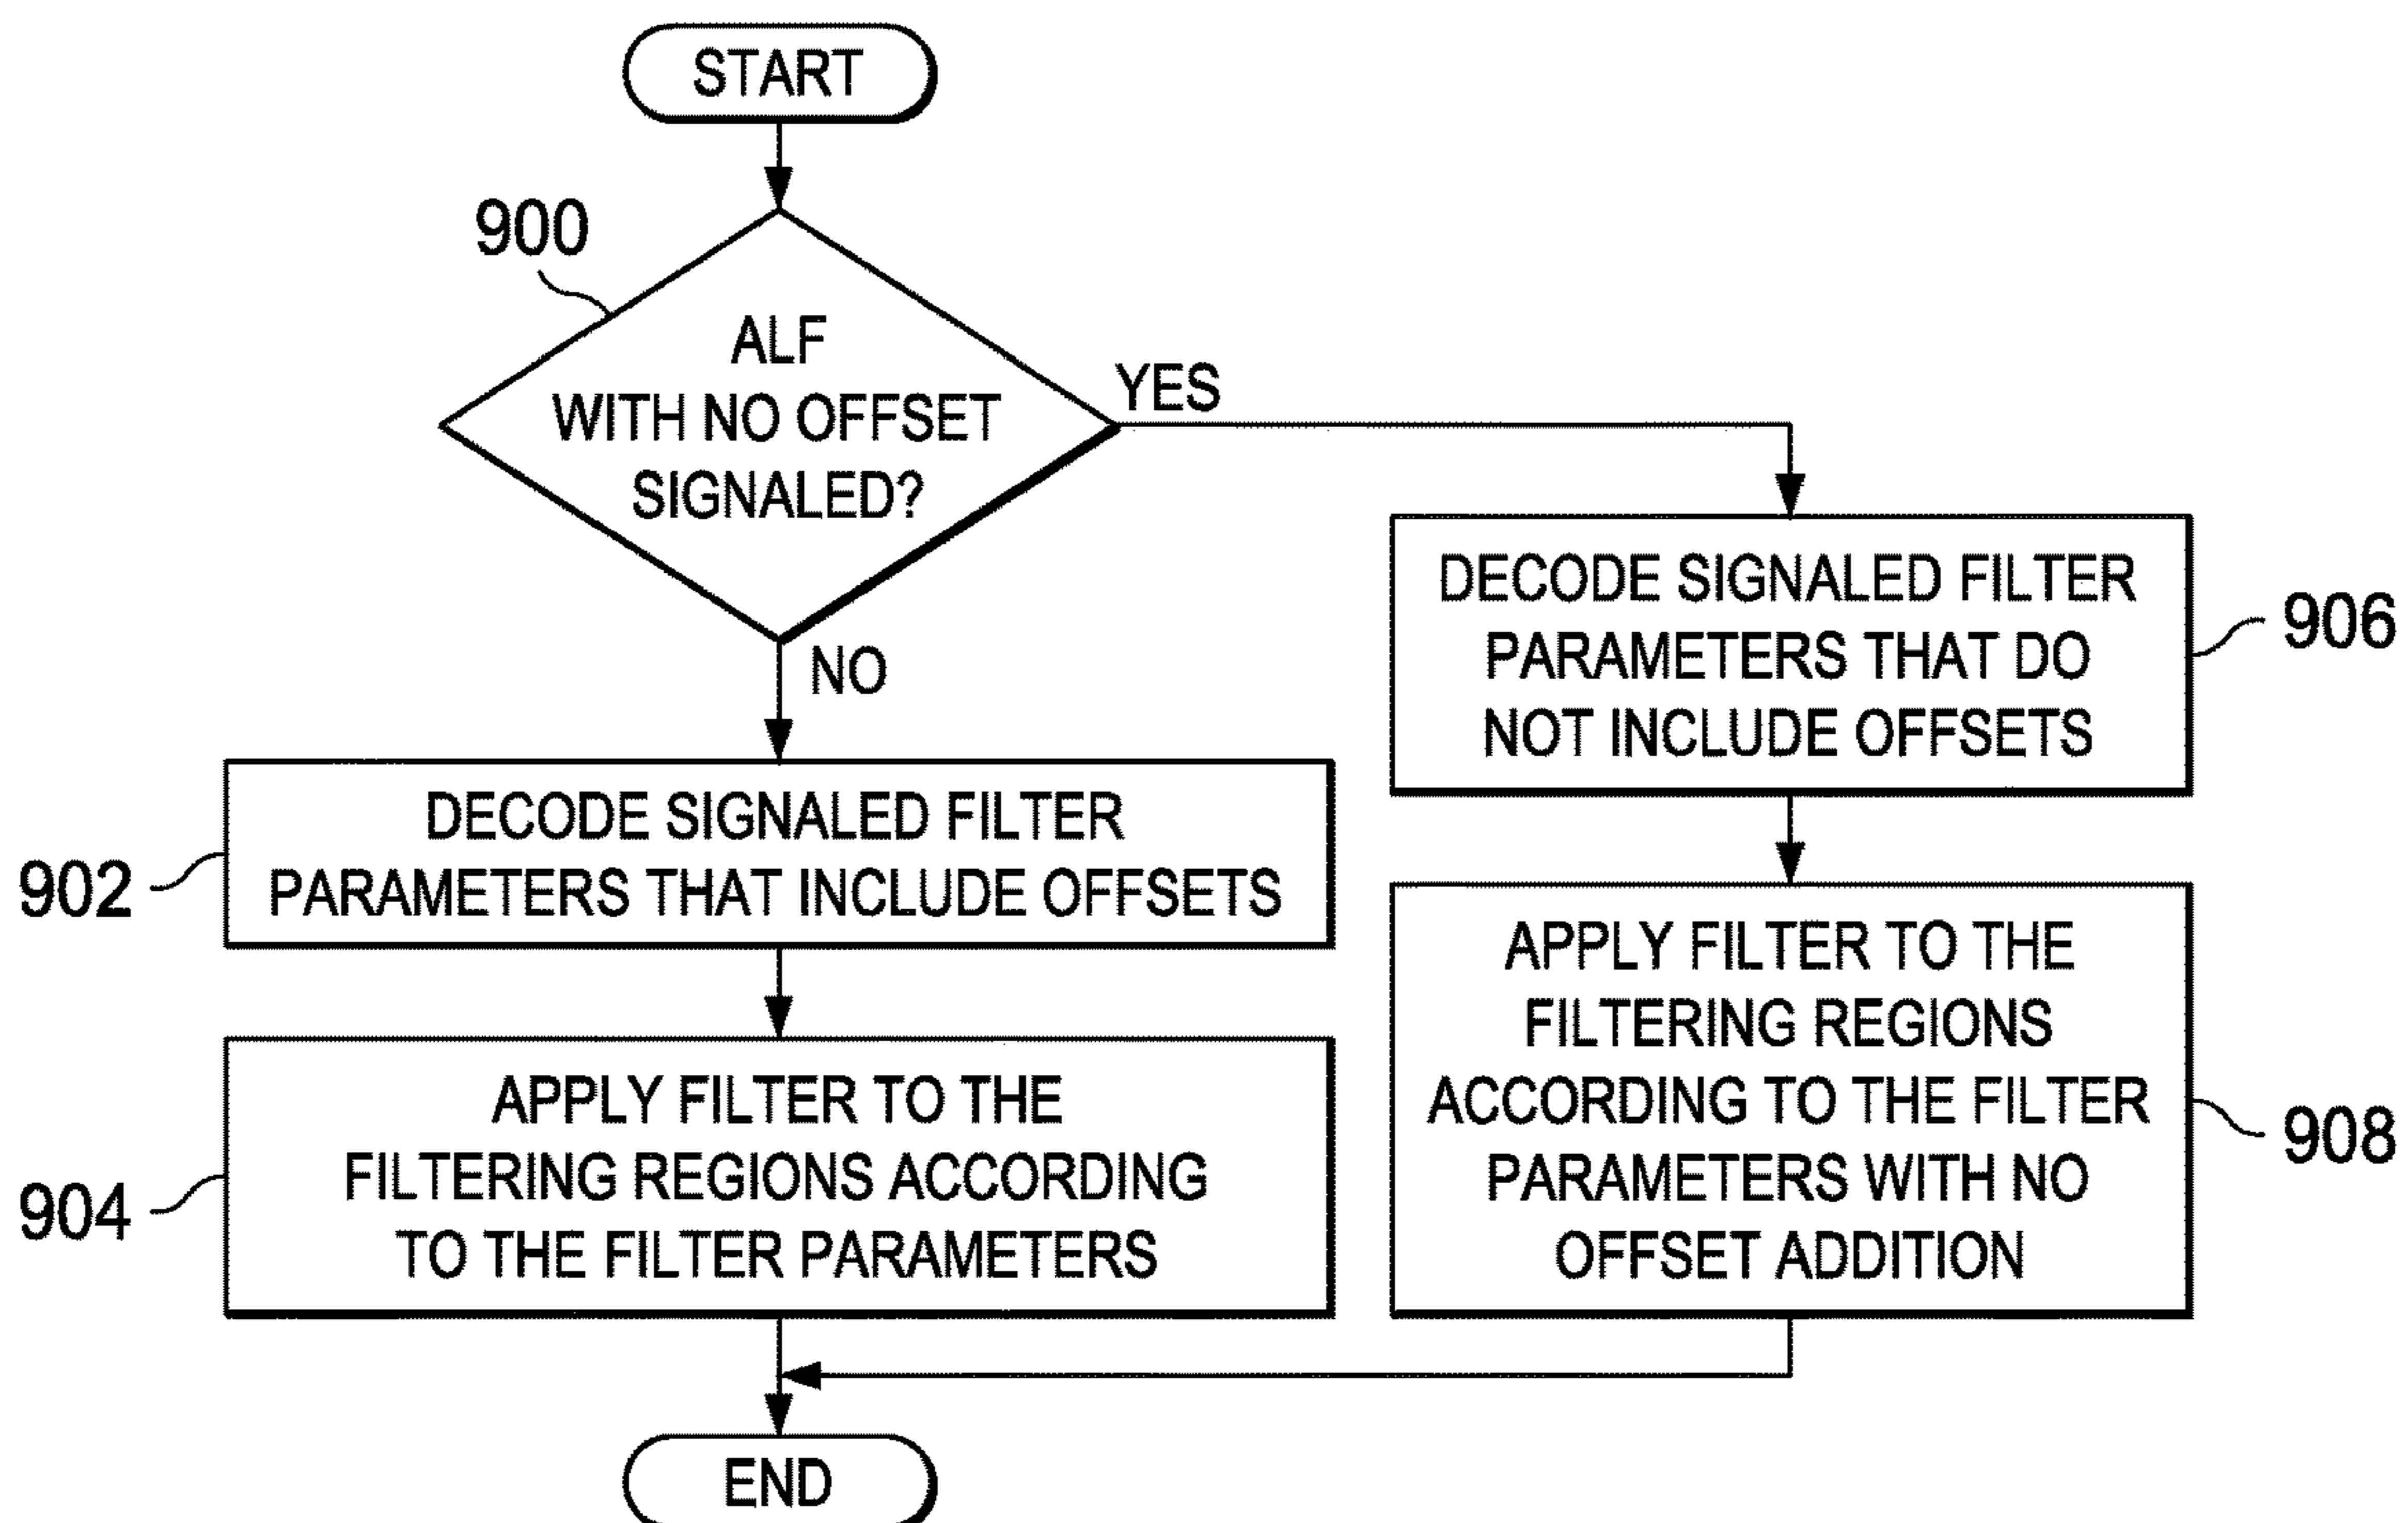 START
900
ALF
WITH NO OFFSET
SIGNALED?
YES
NO
DECODE SIGNALED FILTER
PARAMETERS THAT DO
NOT INCLUDE OFFSETS
906
DECODE SIGNALED FILTER
PARAMETERS THAT INCLUDE OFFSETS
902
APPLY FILTER TO THE
FILTERING REGIONS
ACCORDING TO THE FILTER
PARAMETERS WITH NO
OFFSET ADDITION
908
APPLY FILTER TO THE
FILTERING REGIONS ACCORDING
TO THE FILTER PARAMETERS
904
END